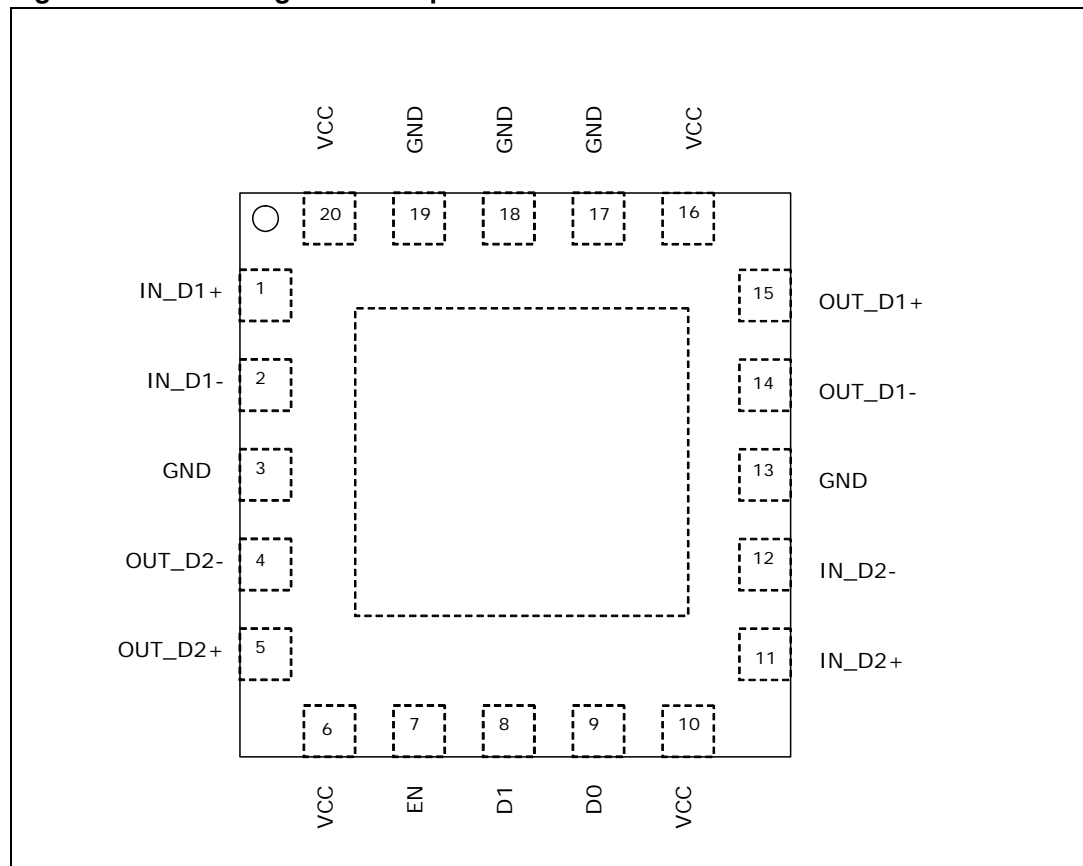 VCC GND GND GND VCC
20 19 18 17 16
IN_D1+ 1 15 OUT_D1+
IN_D1- 2 14 OUT_D1-
GND 3 13 GND
OUT_D2- 4 12 IN_D2-
OUT_D2+ 5 11 IN_D2+
6 7 8 9 10
VCC EN D1 D0 VCC